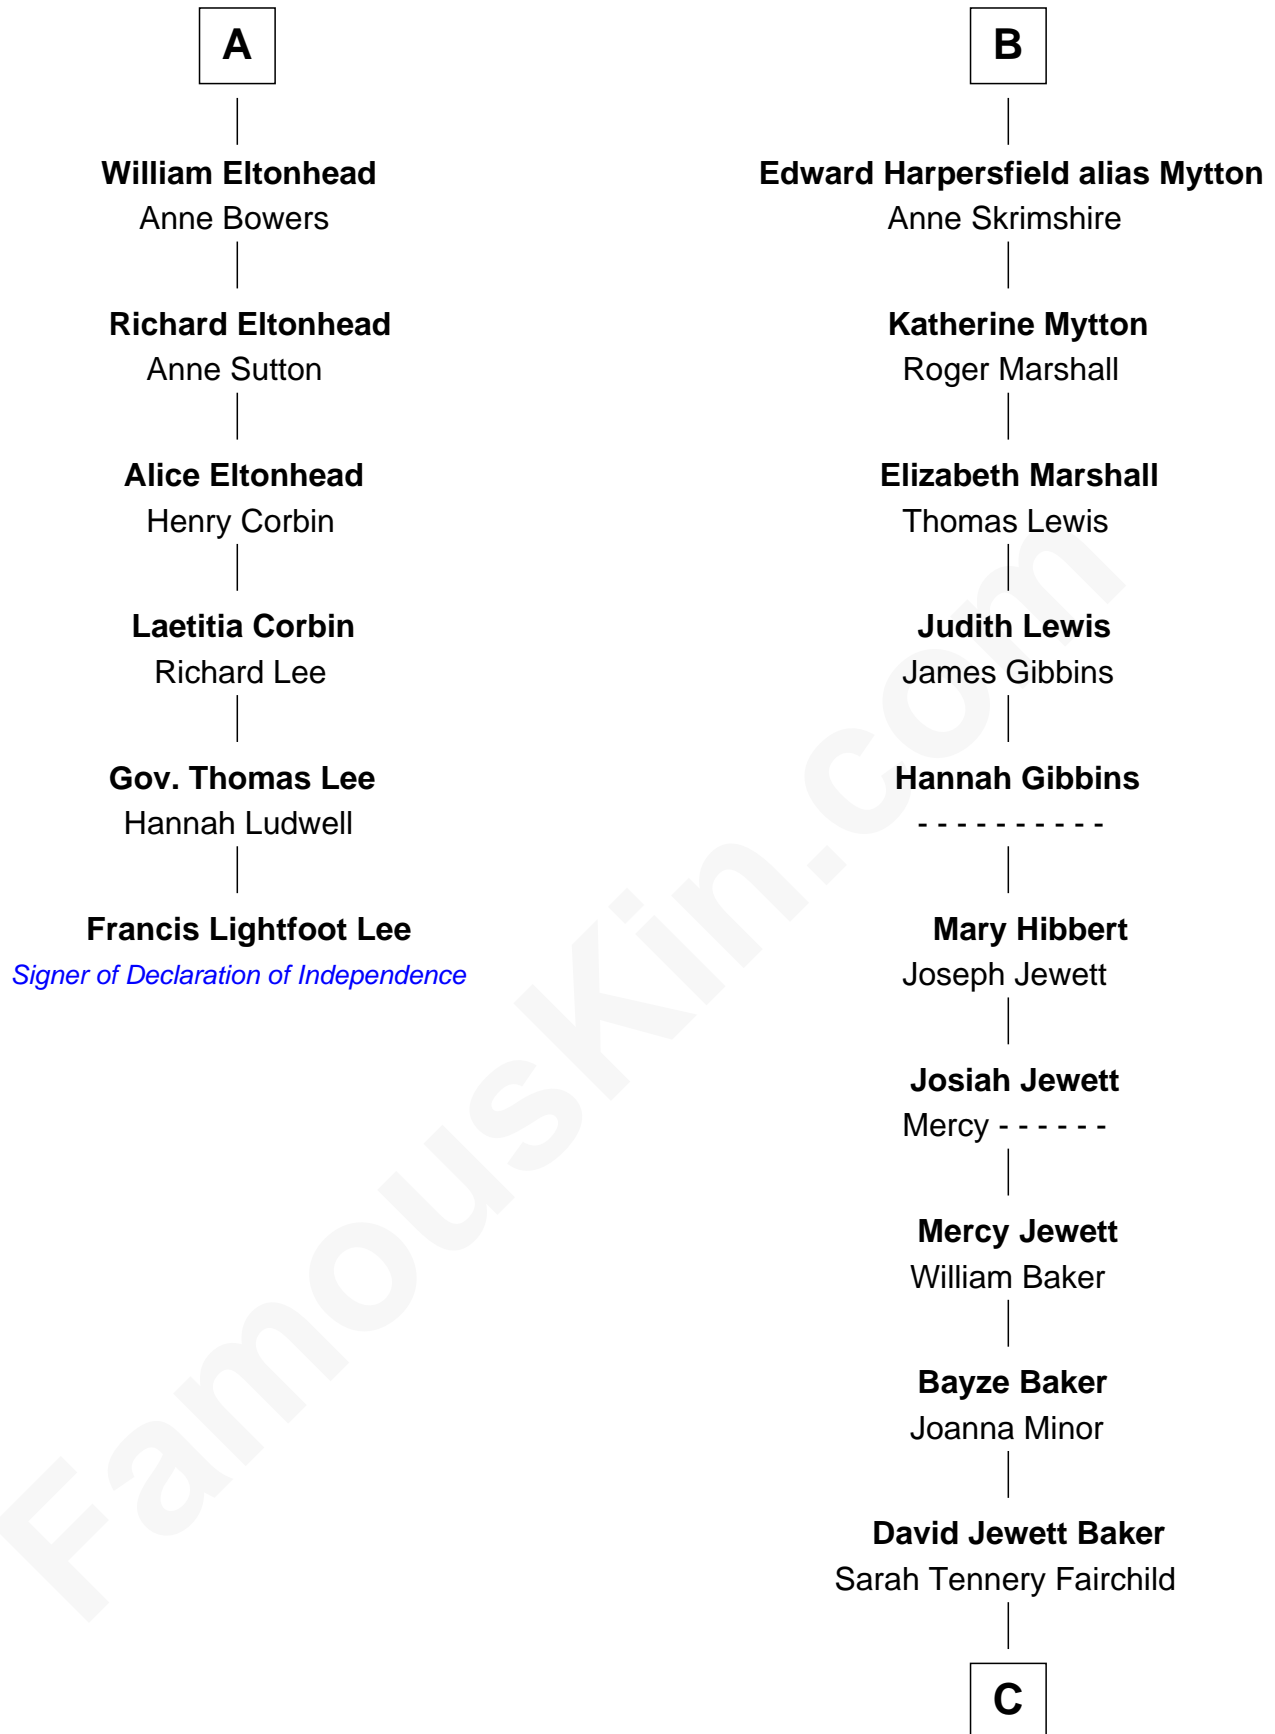 A
William Eltonhead
Anne Bowers
Richard Eltonhead
Anne Sutton
Alice Eltonhead
Henry Corbin
Laetitia Corbin
Richard Lee
Gov. Thomas Lee
Hannah Ludwell
Francis Lightfoot Lee
Signer of Declaration of Independence
B
Edward Harpersfield alias Mytton
Anne Skrimshire
Katherine Mytton
Roger Marshall
Elizabeth Marshall
Thomas Lewis
Judith Lewis
James Gibbins
Hannah Gibbins
- - - - - - - - - -
Mary Hibbert
Joseph Jewett
Josiah Jewett
Mercy - - - - - -
Mercy Jewett
William Baker
Bayze Baker
Joanna Minor
David Jewett Baker
Sarah Tennery Fairchild
C
FamousKin.com